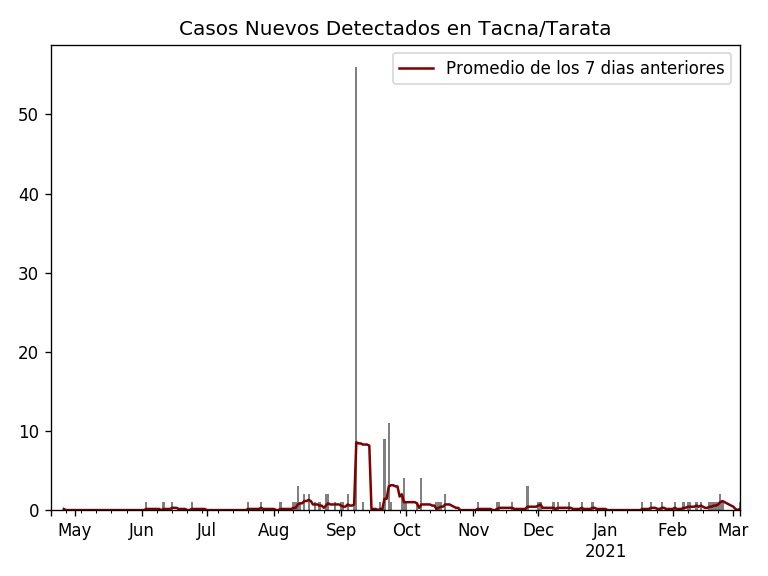 Casos Nuevos Detectados en Tacna/Tarata
Promedio de los 7 dias anteriores
50
40
30
20
10
0
May Jun Jul Aug Sep Oct Nov Dec Jan Feb Mar
2021